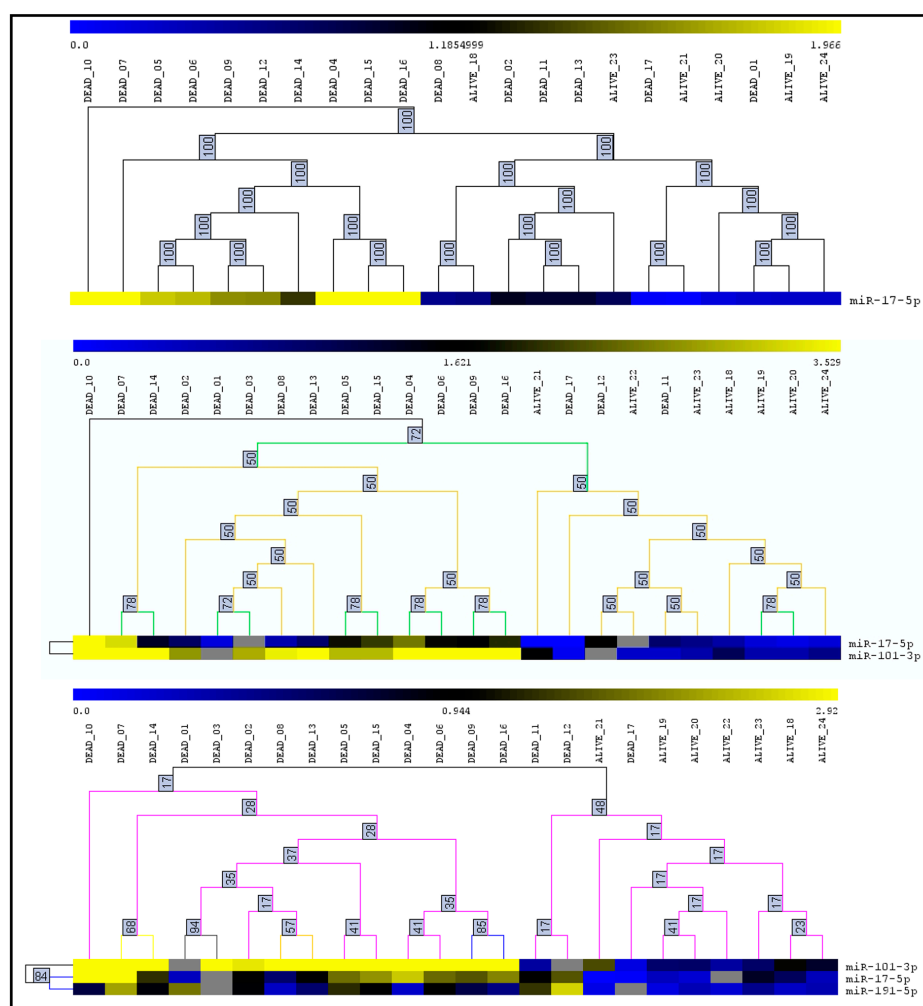 0.0 1.1854999 1.966
DEAD_10
DEAD_07
DEAD_05
DEAD_06
DEAD_09
DEAD_12
DEAD_14
DEAD_04
DEAD_15
DEAD_16
DEAD_08
ALIVE_18
DEAD_02
DEAD_11
DEAD_13
ALIVE_23
DEAD_17
ALIVE_21
ALIVE_20
DEAD_01
ALIVE_19
ALIVE_24
100
100 100
100 100 100
100 100 100
100 100 100 100
100 100 100 100 100 100 100
miR-17-5p
0.0 1.621 3.529
DEAD_10
DEAD_07
DEAD_14
DEAD_02
DEAD_01
DEAD_03
DEAD_08
DEAD_13
DEAD_05
DEAD_15
DEAD_04
DEAD_06
DEAD_09
DEAD_16
ALIVE_21
DEAD_17
DEAD_12
ALIVE_22
DEAD_11
ALIVE_23
ALIVE_18
ALIVE_19
ALIVE_20
ALIVE_24
72
50
50 50
50 50
50 50
50 50
50 50 50
78 72 78 78 78 50 50 78
miR-17-5p
miR-101-3p
0.0 0.944 2.92
DEAD_10
DEAD_07
DEAD_14
DEAD_01
DEAD_03
DEAD_02
DEAD_08
DEAD_13
DEAD_05
DEAD_15
DEAD_04
DEAD_06
DEAD_09
DEAD_16
DEAD_11
DEAD_12
ALIVE_21
DEAD_17
ALIVE_19
ALIVE_20
ALIVE_22
ALIVE_23
ALIVE_18
ALIVE_24
17
28 48
28 17
37 17
35 17
17 35 17 17
68 94 57 41 41 85 17 41 23
miR-101-3p
84 miR-17-5p
miR-191-5p